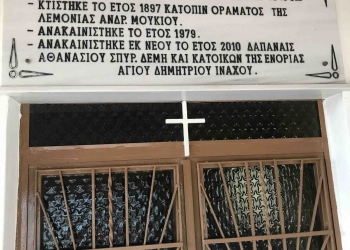 - ΚΤΙΣΤΗΚΕ ΤΟ ΕΤΟΣ 1897 ΚΑΤΟΠΙΝ ΟΡΑΜΑΤΟΣ ΤΗΣ
ΔΕΜΟΝΙΑΣ ΑΝΔΡ. ΜΟΥΚΙΟΥ.
- ΑΝΑΚΑΙΝΙΣΤΗΚΕ ΤΟ ΕΤΟΣ 1979.
- ΑΝΑΚΑΙΝΙΣΤΗΚΕ ΕΚ ΝΕΟΥ ΤΟ ΕΤΟΣ 2010 ΔΑΠΑΝΑΙΣ
ΑΘΑΝΑΣΙΟΥ ΣΠΥΡ. ΔΕΜΗ ΚΑΙ ΚΑΤΟΙΚΩΝ ΤΗΣ ΕΝΟΡΙΑΣ
ΑΓΙΟΥ ΔΗΜΗΤΡΙΟΥ ΙΝΑΧΟΥ.